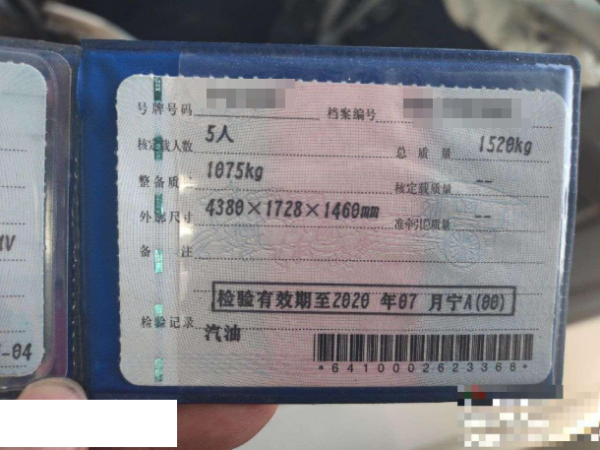 号牌号码 档案编号
核定载人数 5人 总质量 1520kg
整备质 1075kg 核定载质量 --
外廓尺寸 4380×1728×1460mm 准牵引总质量 --
备注
检验有效期至2020年07月宁A(00)
检验记录 汽油
*6410002623368*
-04